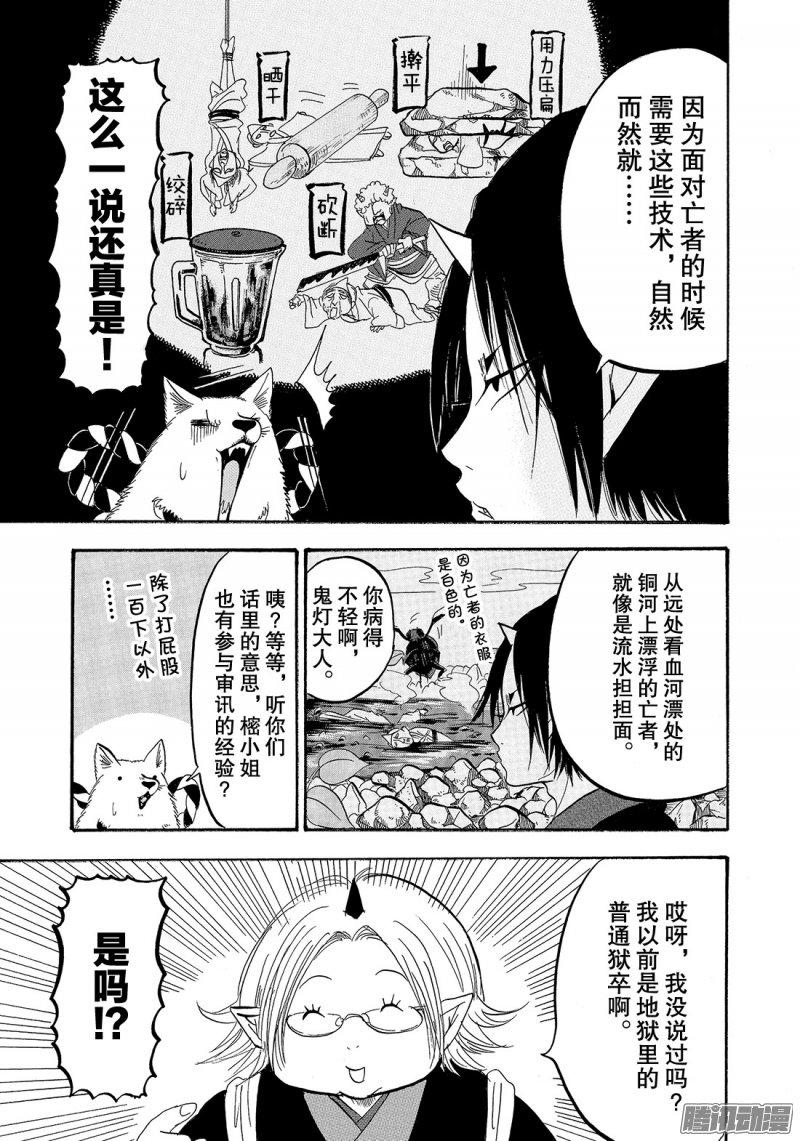 因为面对亡者的时候
需要这些技术，自然
而然就……
用力压扁
擀平
晒干
砍断
绞碎
这么一说还真是！
从远处看血河漂处的
铜河上漂浮的亡者，
就像是流水担担面。
因为亡者的衣服
是白色的。
你病得
不轻啊，
鬼灯大人。
咦？等等，听你们
话里的意思，樒小姐
也有参与审讯的经验？
除了打屁股
一百下以外
……
哎呀，我没说过吗？
我以前是地狱里的
普通狱卒啊。
是吗!?
腾讯动漫